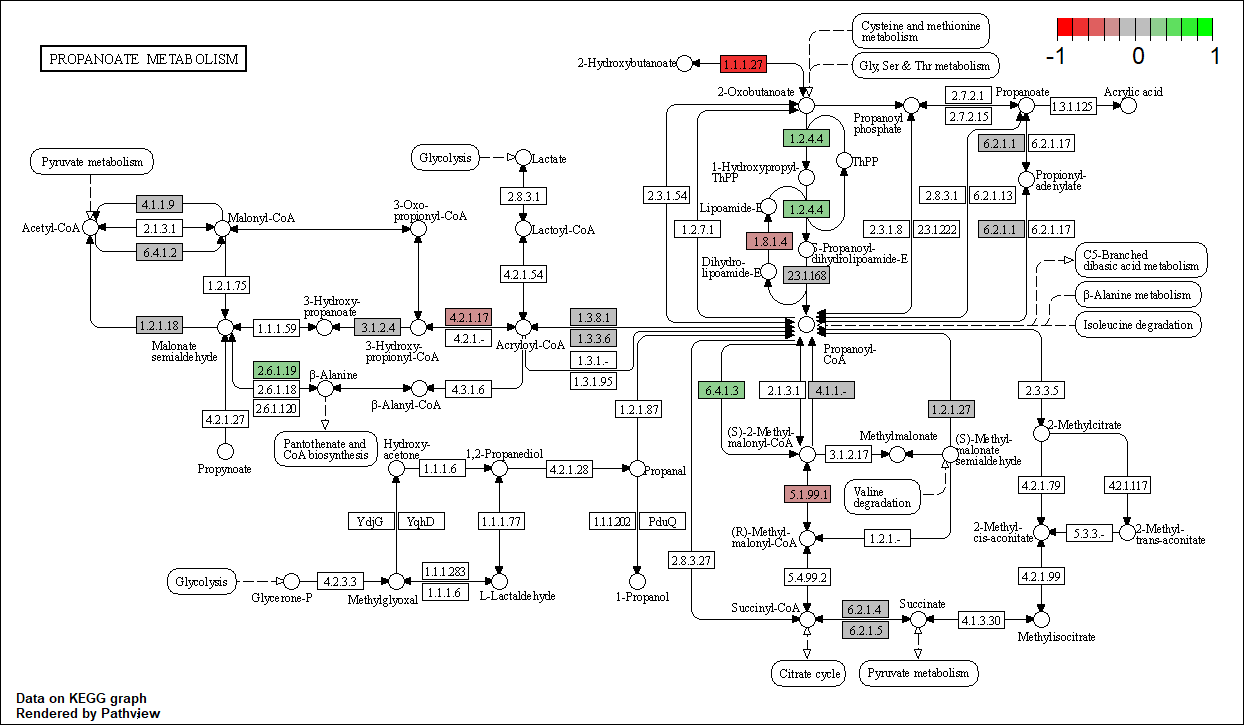 PROPANOATE METABOLISM
-1
0
1
Cysteine and methionine
metabolism
Gly, Ser & Thr metabolism
2-Hydroxybutanoate
1.1.1.27
2-Oxobutanoate
2.7.2.1
2.7.2.15
Propanoyl
phosphate
Propanoate
1.3.1.125
Acrylic acid
1.2.4.4
ThPP
1-Hydroxypropyl-
ThPP
6.2.1.1
6.2.1.17
Propionyl-
adenylate
2.3.1.54
1.2.7.1
Lipoamide-E
1.2.4.4
1.8.1.4
Dihydro-
lipoamide-E
S-Propanoyl-
dihydrolipoamide-E
2.3.1.168
2.8.3.1
6.2.1.13
2.3.1.8
2.3.1.222
6.2.1.1
6.2.1.17
C5-Branched
dibasic acid metabolism
β-Alanine metabolism
Isoleucine degradation
Pyruvate metabolism
Acetyl-CoA
4.1.1.9
2.1.3.1
6.4.1.2
Malonyl-CoA
3-Oxo-
propionyl-CoA
Glycolysis
Lactate
2.8.3.1
Lactoyl-CoA
4.2.1.54
1.2.1.75
1.2.1.18
Malonate
semialdehyde
1.1.1.59
3-Hydroxy-
propanoate
3.1.2.4
3-Hydroxy-
propionyl-CoA
4.2.1.17
4.2.1.-
Acryloyl-CoA
1.3.8.1
1.3.3.6
1.3.1.-
1.3.1.95
Propanoyl-
CoA
2.6.1.19
2.6.1.18
2.6.1.120
β-Alanine
β-Alanyl-CoA
4.3.1.6
4.2.1.27
Propynoate
Pantothenate and
CoA biosynthesis
1.2.1.87
6.4.1.3
2.1.3.1
4.1.1.-
1.2.1.27
2.3.3.5
Hydroxy-
acetone
1.1.1.6
1,2-Propanediol
4.2.1.28
Propanal
(S)-2-Methyl-
malonyl-CoA
3.1.2.17
Methylmalonate
(S)-Methyl-
malonate
semialdehyde
Valine
degradation
2-Methylcitrate
4.2.1.79
4.2.1.117
YdjG
YqhD
1.1.1.77
1.1.1.202
PduQ
5.1.99.1
(R)-Methyl-
malonyl-CoA
1.2.1.-
2-Methyl-
cis-aconitate
5.3.3.-
2-Methyl-
trans-aconitate
2.8.3.27
5.4.99.2
4.2.1.99
Glycolysis
Glycerone-P
4.2.3.3
Methylglyoxal
1.1.1.283
1.1.1.6
L-Lactaldehyde
1-Propanol
Succinyl-CoA
6.2.1.4
6.2.1.5
Succinate
4.1.3.30
Methylisocitrate
Citrate cycle
Pyruvate metabolism
Data on KEGG graph
Rendered by Pathview